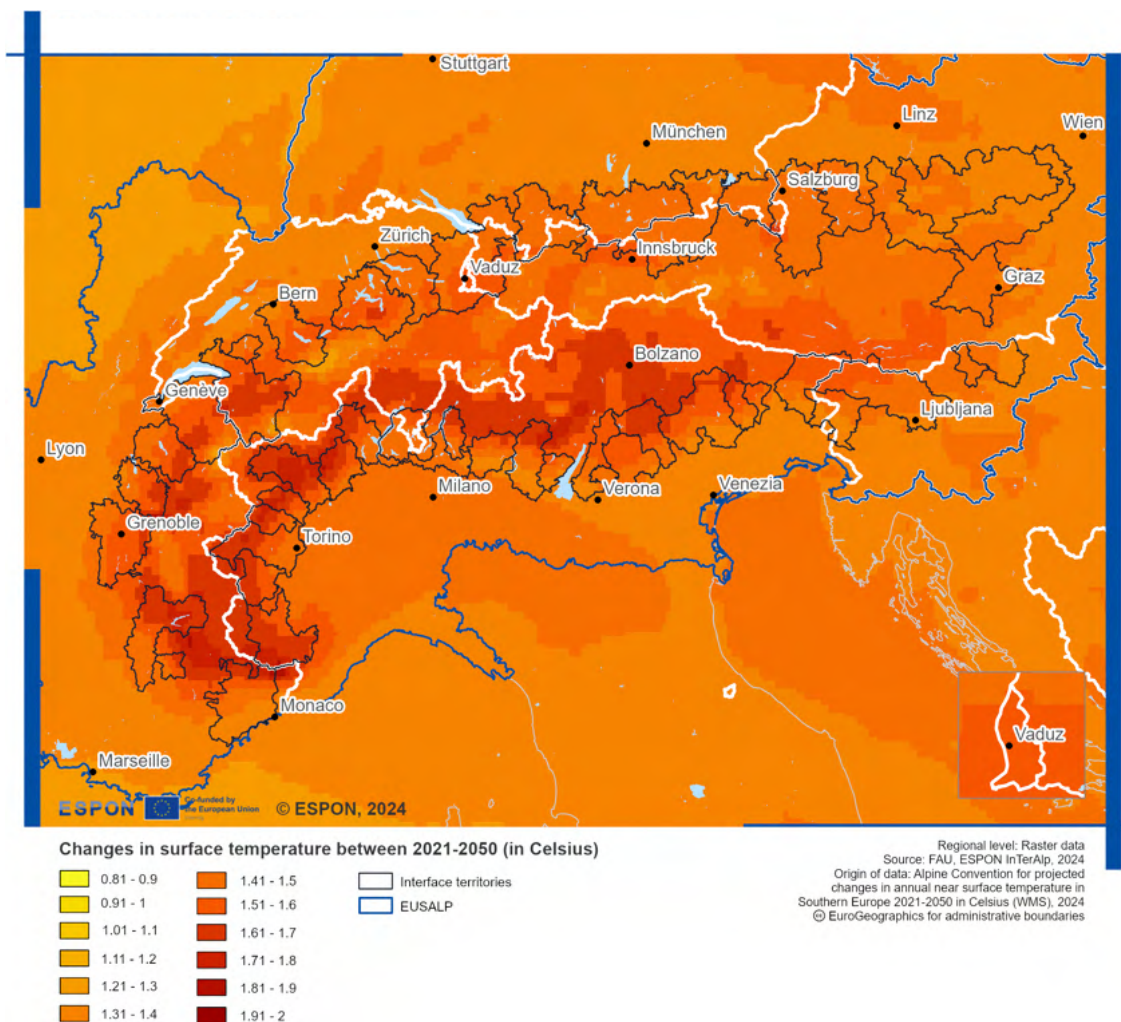 Stuttgart
Linz
Wien
München
Salzburg
Zürich
Innsbruck
Vaduz
Graz
Bern
Bolzano
Genève
Ljubljana
Lyon
Milano
Verona
Venezia
Grenoble
Torino
Monaco
Vaduz
Marseille
ESPON
Co-funded by
the European Union
© ESPON, 2024
Changes in surface temperature between 2021-2050 (in Celsius)
0.81 - 0.9
0.91 - 1
1.01 - 1.1
1.11 - 1.2
1.21 - 1.3
1.31 - 1.4
1.41 - 1.5
1.51 - 1.6
1.61 - 1.7
1.71 - 1.8
1.81 - 1.9
1.91 - 2
Interface territories
EUSALP
Regional level: Raster data
Source: FAU, ESPON InTerAlp, 2024
Origin of data: Alpine Convention for projected
changes in annual near surface temperature in
Southern Europe 2021-2050 in Celsius (WMS), 2024
EuroGeographics for administrative boundaries